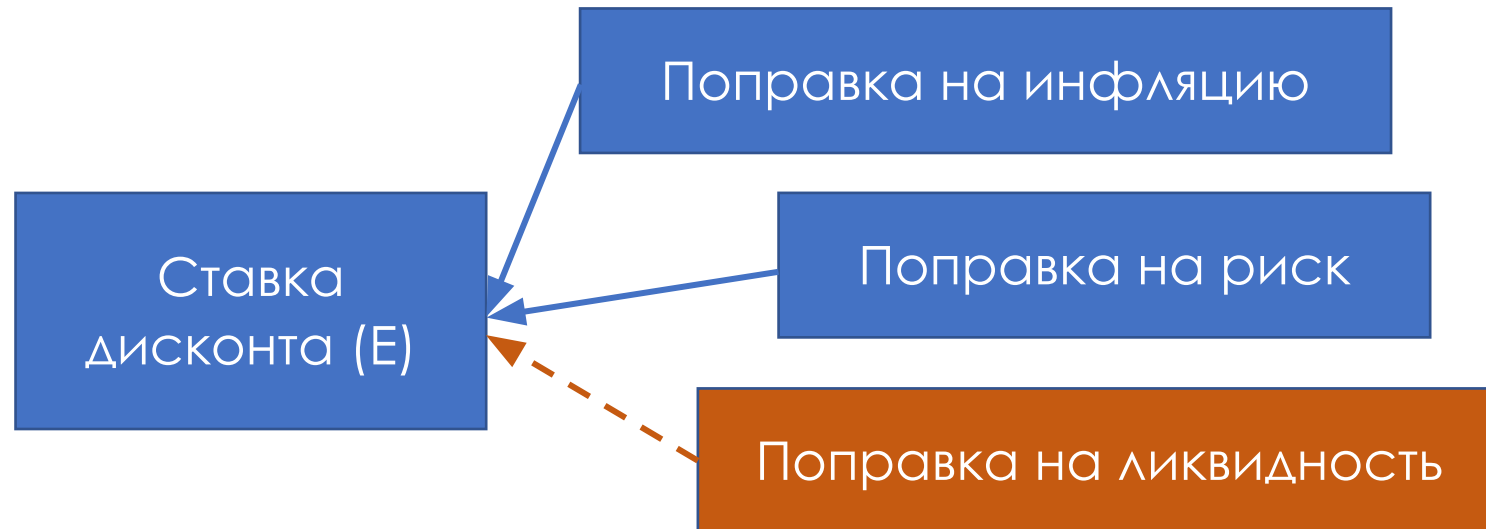 Поправка на инфляцию
Ставка
дисконта (Е)
Поправка на риск
Поправка на ликвидность